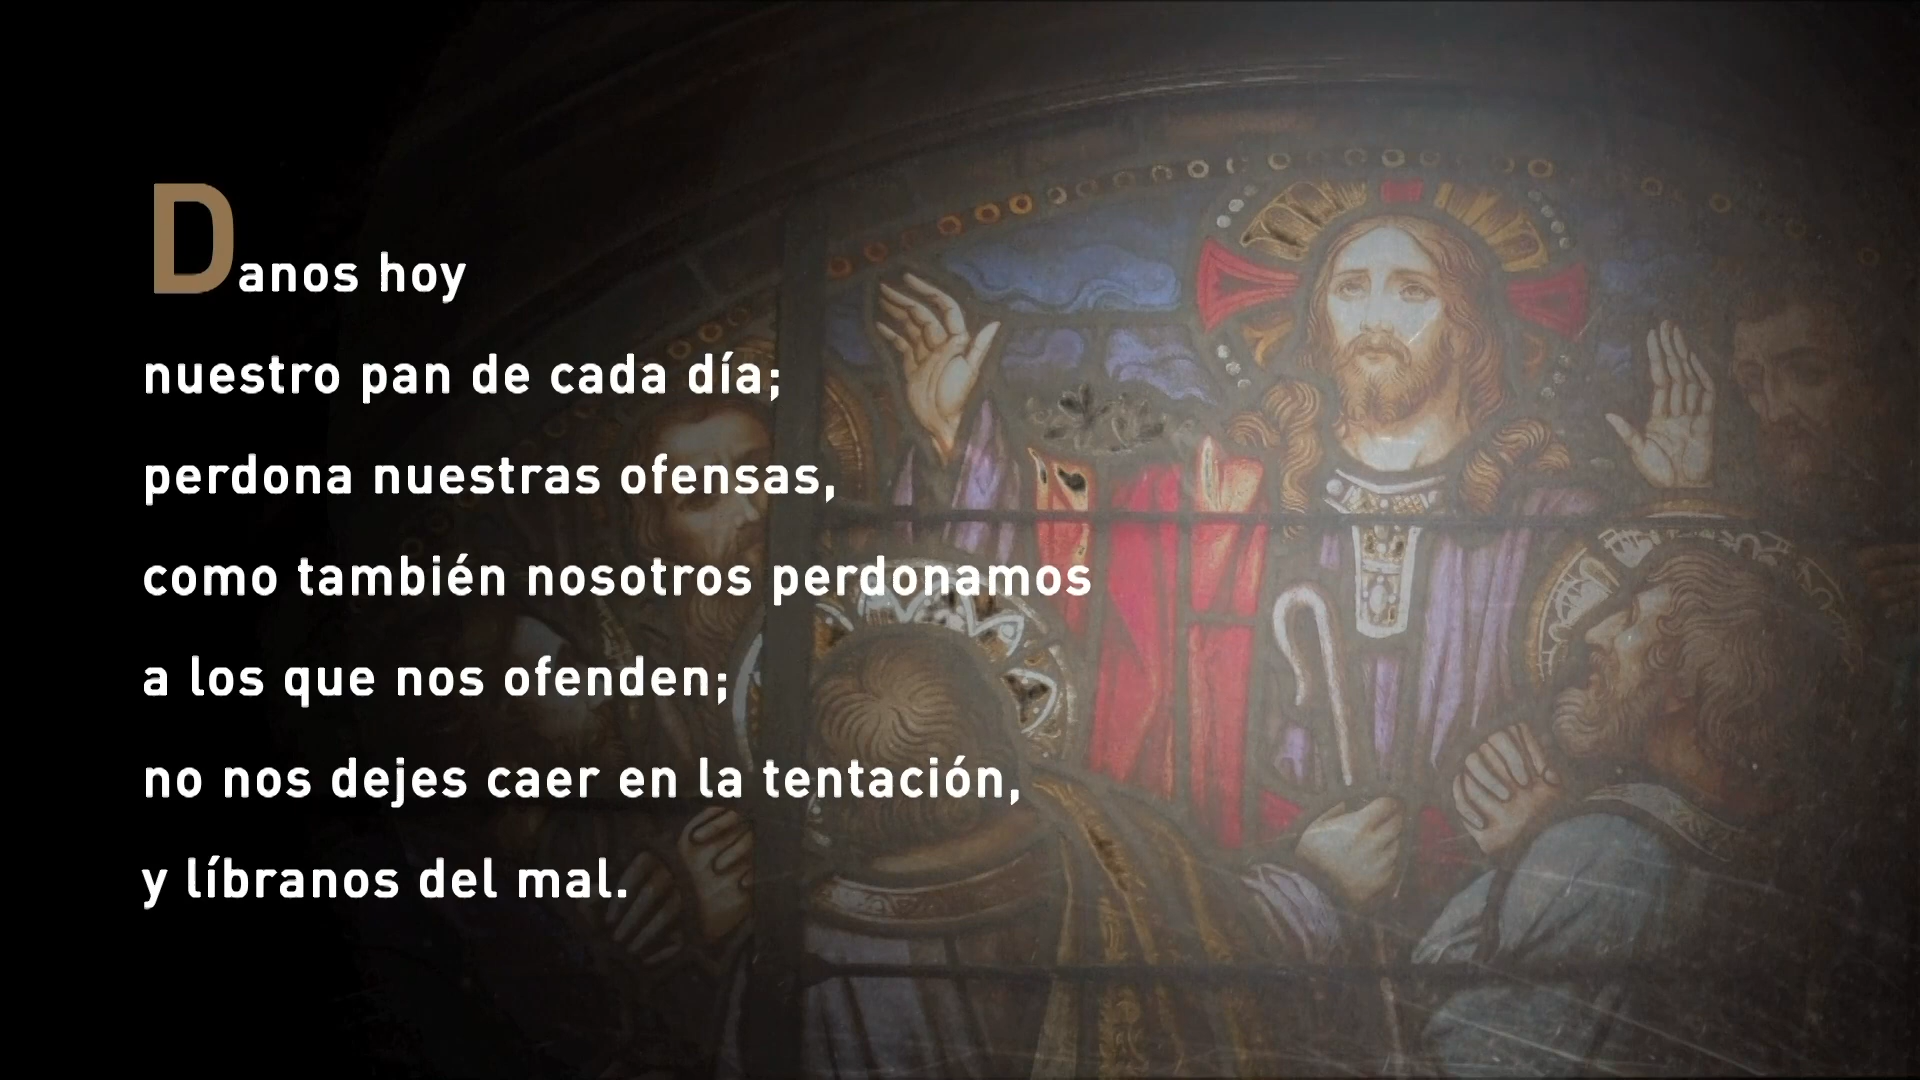 Danos hoy
nuestro pan de cada día;
perdona nuestras ofensas,
como también nosotros perdonamos
a los que nos ofenden;
no nos dejes caer en la tentación,
y líbranos del mal.